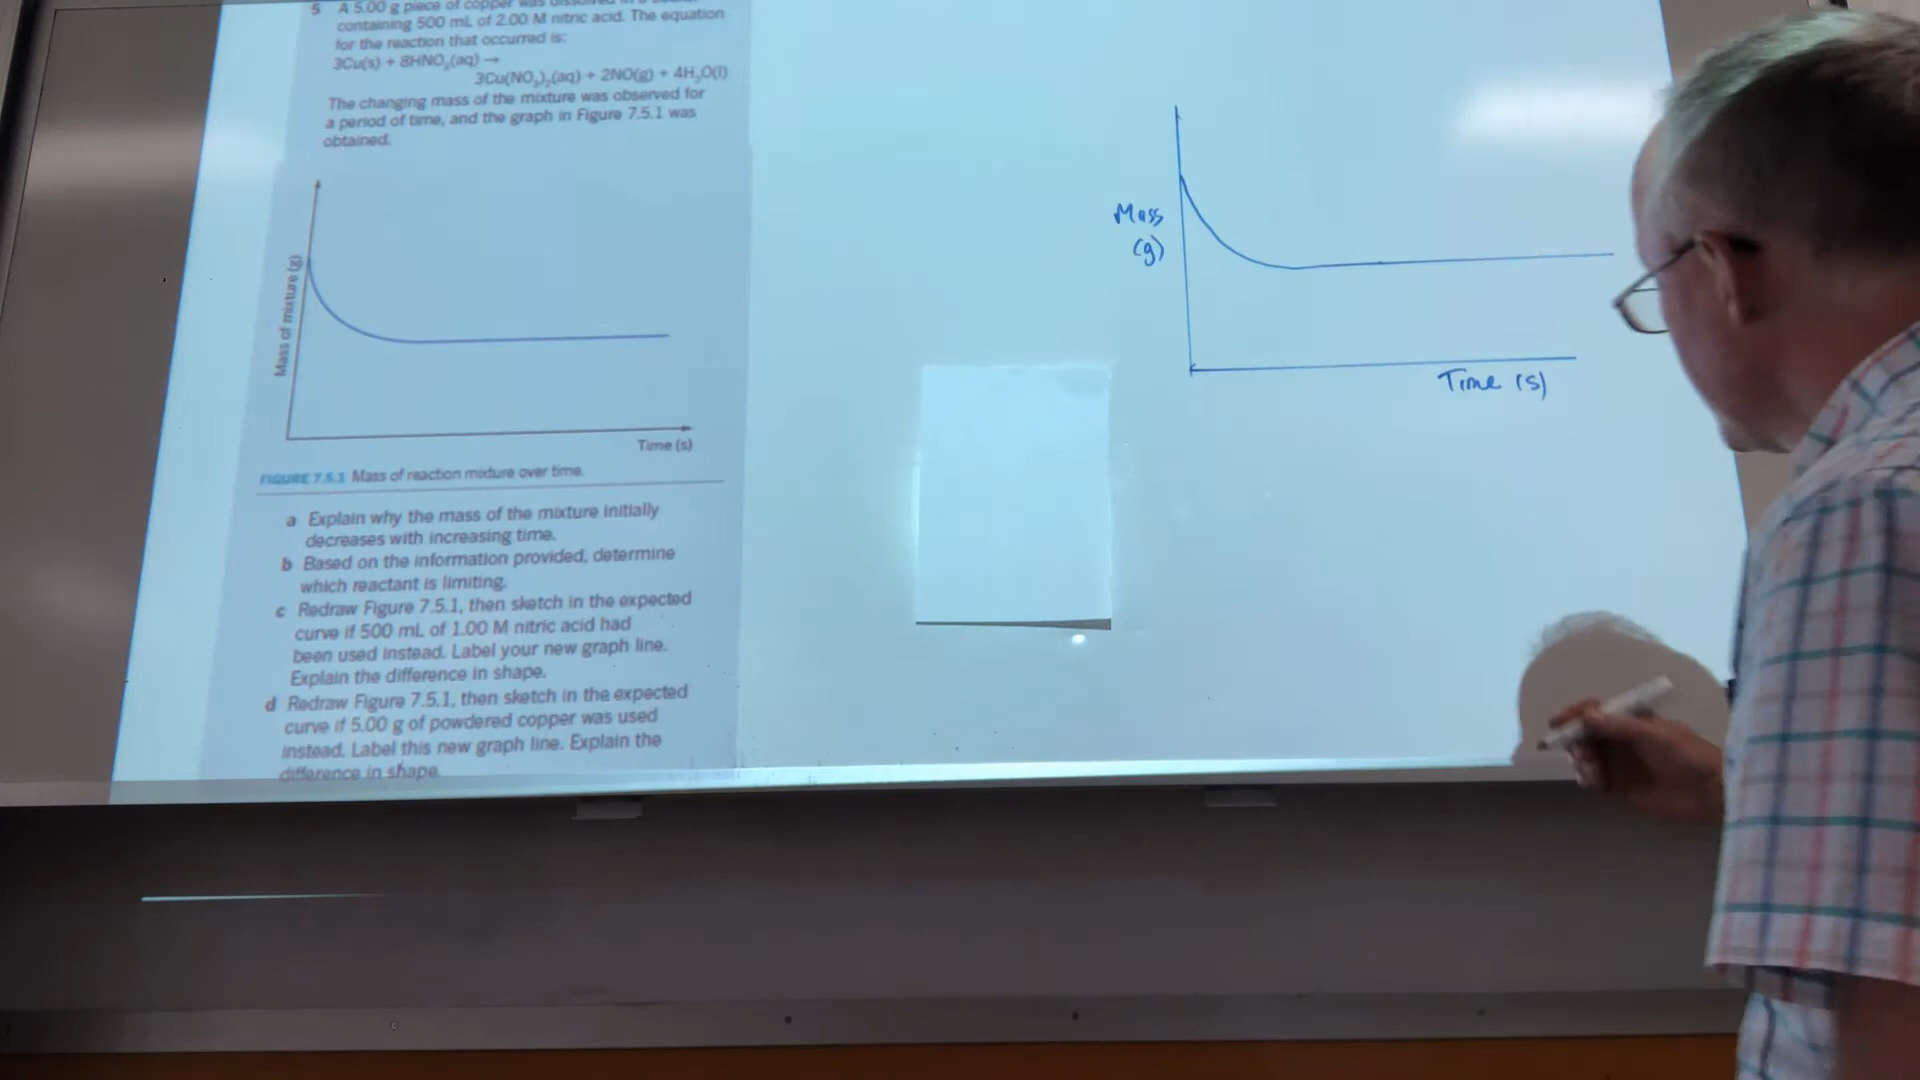 5 A 5.00 g piece of copper was dissolved in a
containing 500 mL of 2.00 M nitric acid. The equation
for the reaction that occurred is:
3Cu(s) + 8HNO₃(aq) →
3Cu(NO₃)₂(aq) + 2NO(g) + 4H₂O(l)
The changing mass of the mixture was observed for
a period of time, and the graph in Figure 7.5.1 was
obtained.
Mass of mixture (g)
Time (s)
FIGURE 7.5.1 Mass of reaction mixture over time.
a Explain why the mass of the mixture initially
decreases with increasing time.
b Based on the information provided, determine
which reactant is limiting.
c Redraw Figure 7.5.1, then sketch in the expected
curve if 500 mL of 1.00 M nitric acid had
been used instead. Label your new graph line.
Explain the difference in shape.
d Redraw Figure 7.5.1, then sketch in the expected
curve if 5.00 g of powdered copper was used
instead. Label this new graph line. Explain the
difference in shape.
Mass
(g)
Time (s)